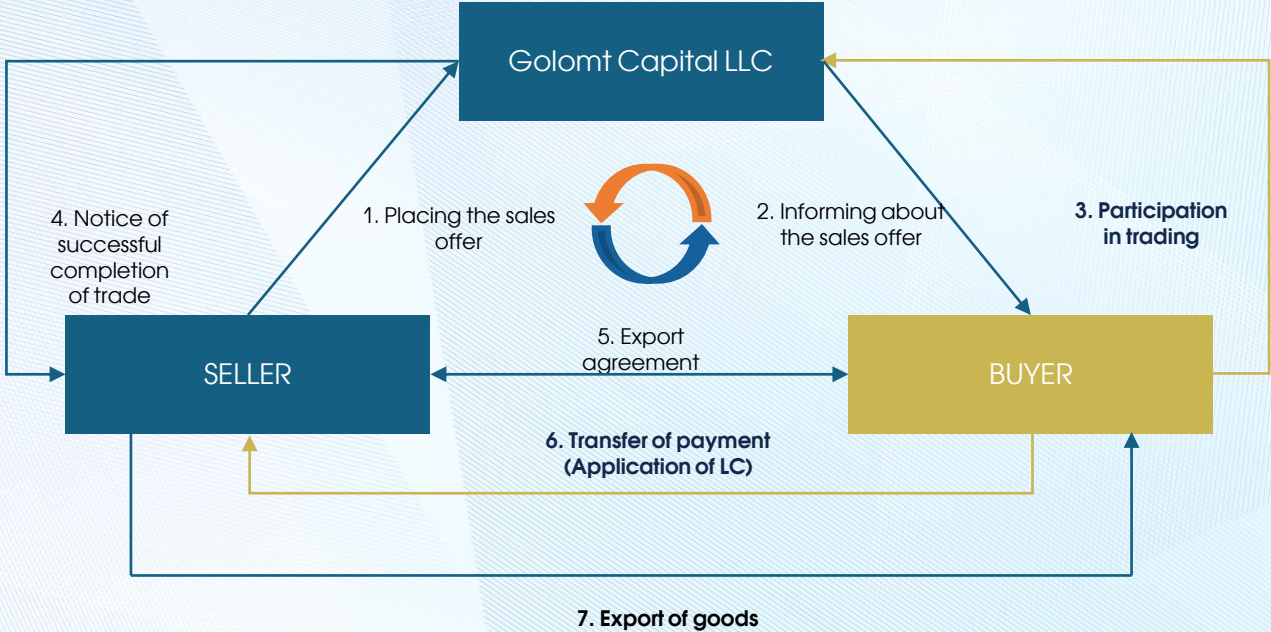 Golomt Capital LLC
4. Notice of
successful
completion
of trade
1. Placing the sales
offer
2. Informing about
the sales offer
3. Participation
in trading
SELLER
5. Export
agreement
BUYER
6. Transfer of payment
(Application of LC)
7. Export of goods